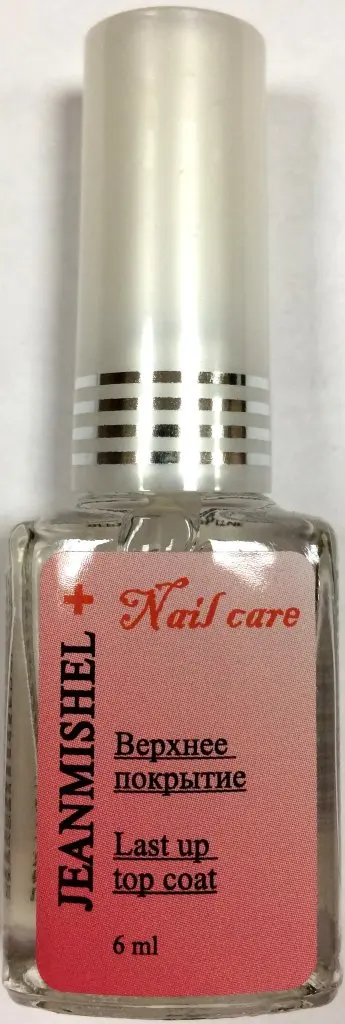 JEANMISHEL +
Nail care
Верхнее
покрытие
Last up
top coat
6 ml